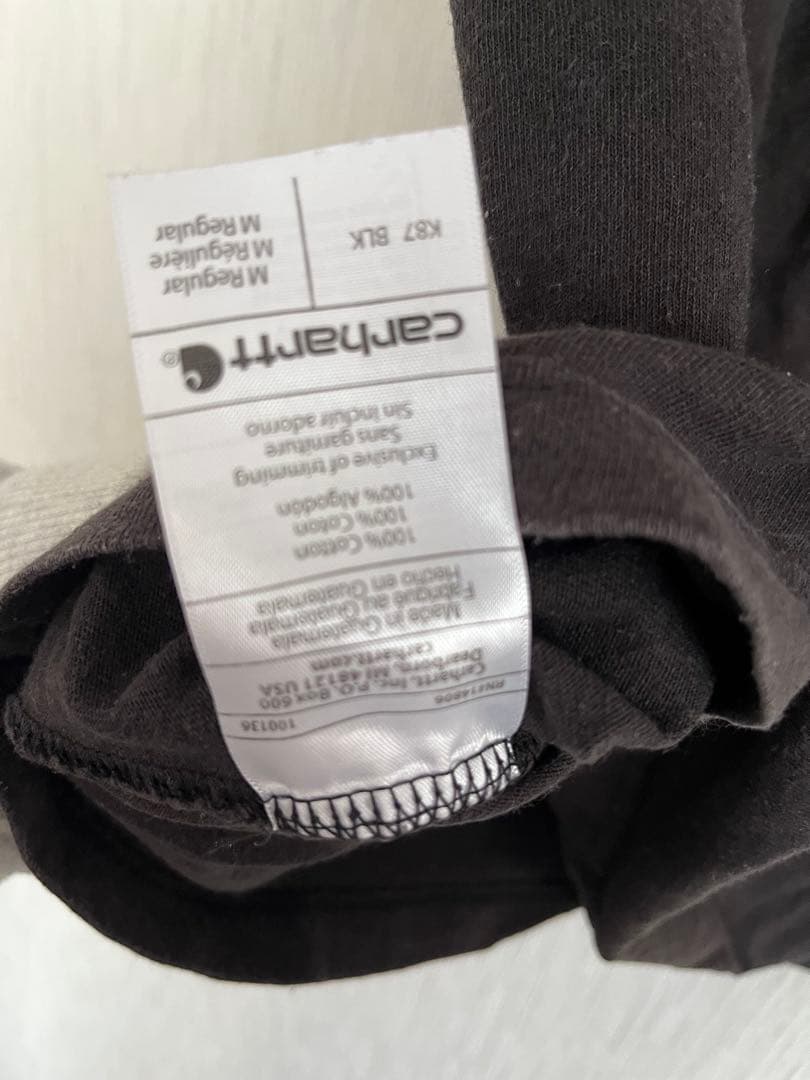 100136
RN#14806
Carhartt, Inc., P.O. Box 600
Dearborn, MI 48121 USA
carhartt.com
Made in Guatemala
Fabriqué au Guatemala
Hecho en Guatemala
100% Cotton
100% Coton
100% Algodón
Exclusive of trimming
Sans garniture
Sin incluir adorno
carhartt
K87 BLK
M Regular
M Régulière
M Regular